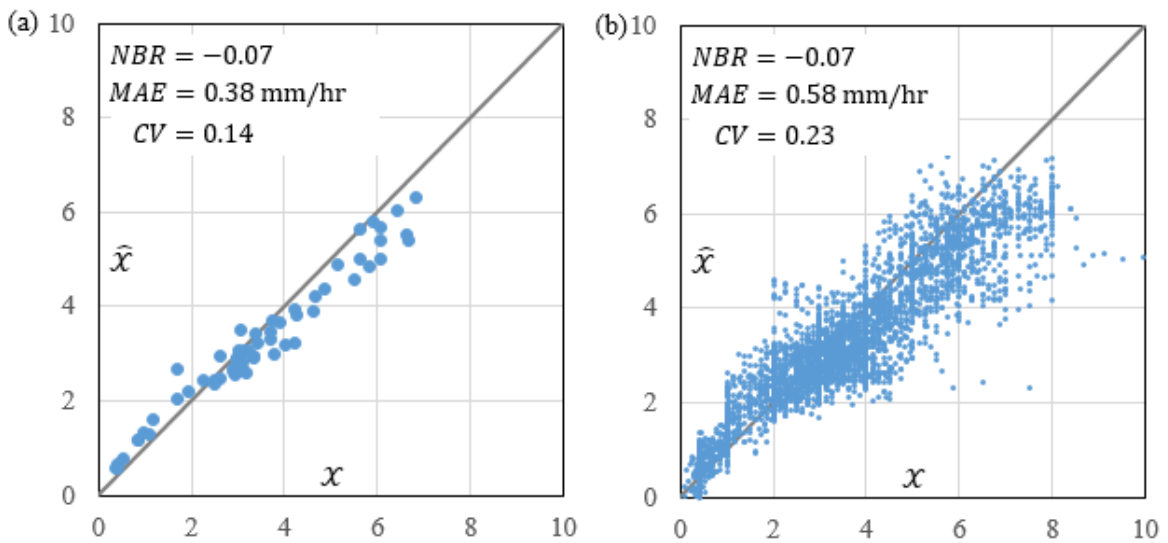 (a)
NBR = −0.07
MAE = 0.38 mm/hr
CV = 0.14
10
8
6
4
2
0
x̂
x
0 2 4 6 8 10
(b)
NBR = −0.07
MAE = 0.58 mm/hr
CV = 0.23
10
8
6
4
2
0
x̂
x
0 2 4 6 8 10